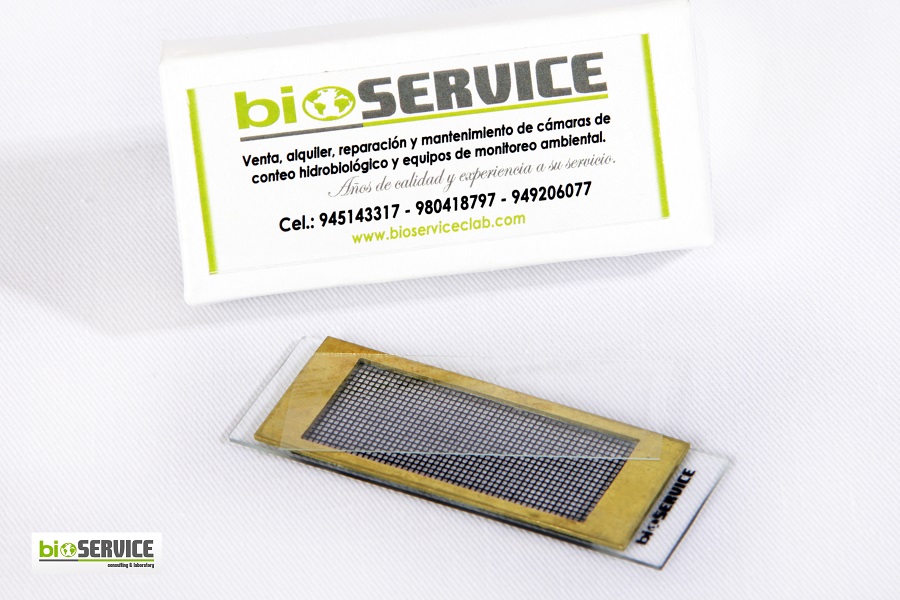 bioSERVICE
Venta, alquiler, reparación y mantenimiento de cámaras de
conteo hidrobiológico y equipos de monitoreo ambiental.
Años de calidad y experiencia a su servicio.
Cel.: 945143317 - 980418797 - 949206077
www.bioserviceclab.com
bioSERVICE
bioSERVICE
consulting & laboratory